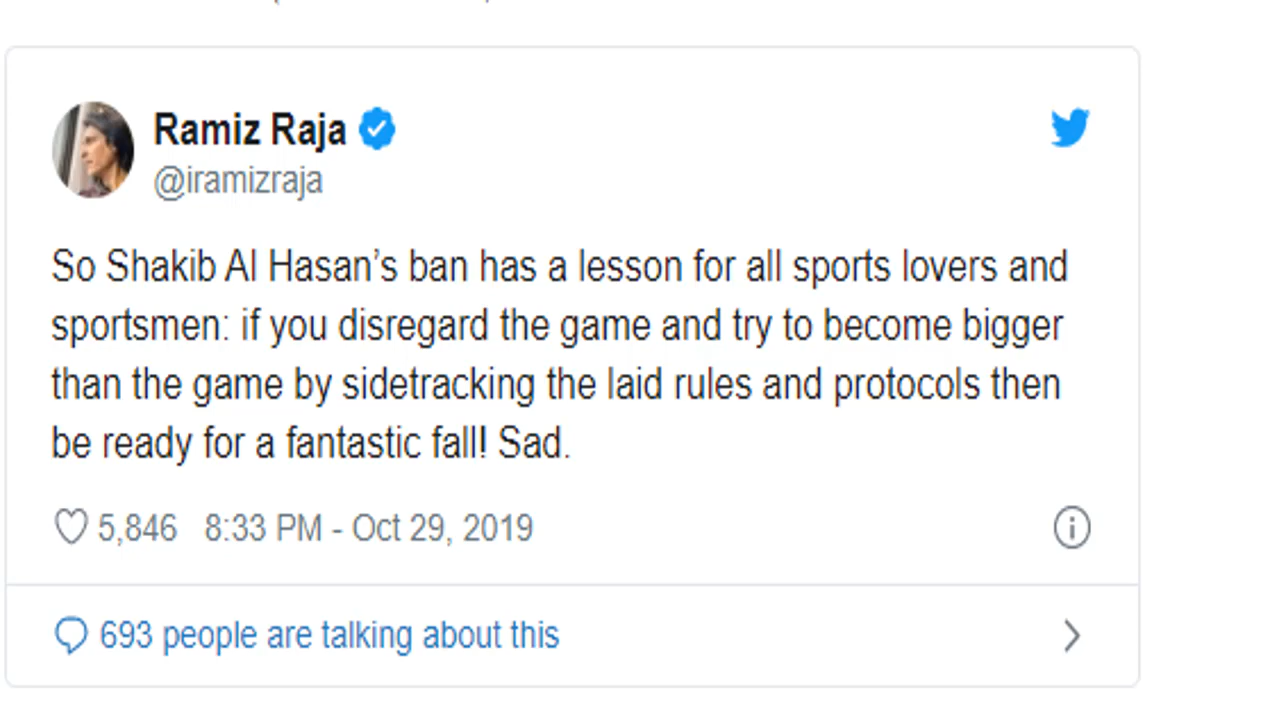 Ramiz Raja
@iramizraja
So Shakib Al Hasan’s ban has a lesson for all sports lovers and
sportsmen: if you disregard the game and try to become bigger
than the game by sidetracking the laid rules and protocols then
be ready for a fantastic fall! Sad.
5,846 8:33 PM - Oct 29, 2019
693 people are talking about this